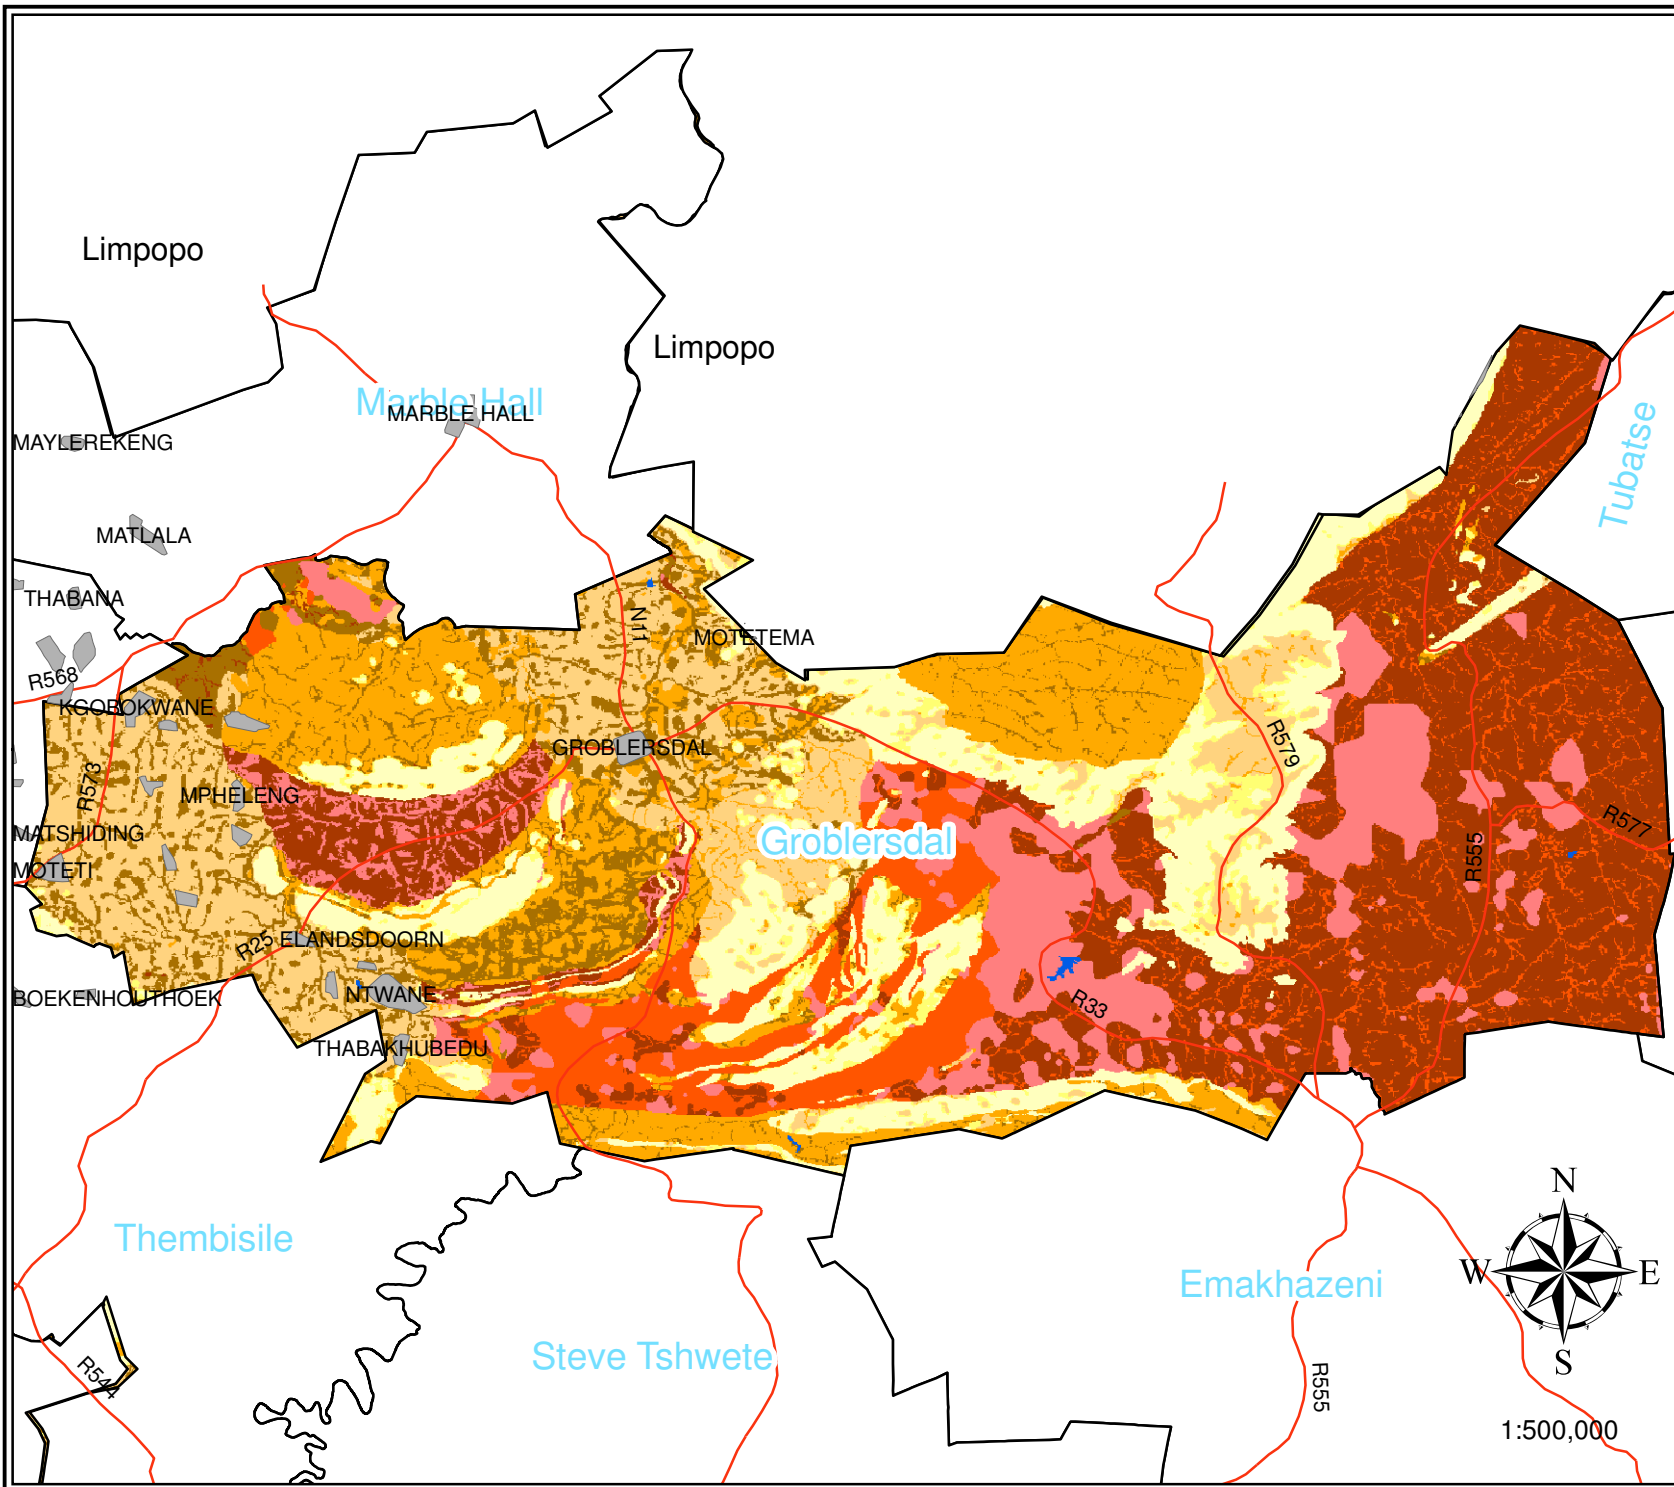 Limpopo
Limpopo
Marble Hall
MARBLE HALL
Tubatse
MAYLEREKENG
MATLALA
THABANA
N11
MOTETEMA
R568
KGOBOKWANE
GROBLERSDAL
R579
R573
MPHELENG
MATSHIDING
Groblersdal
R577
R555
MOTETI
R25
ELANDSDOORN
BOEKENHOUTHOEK
NTWANE
R33
THABAKHUBEDU
N
Thembisile
W
E
Emakhazeni
S
Steve Tshwete
R544
R555
1:500,000